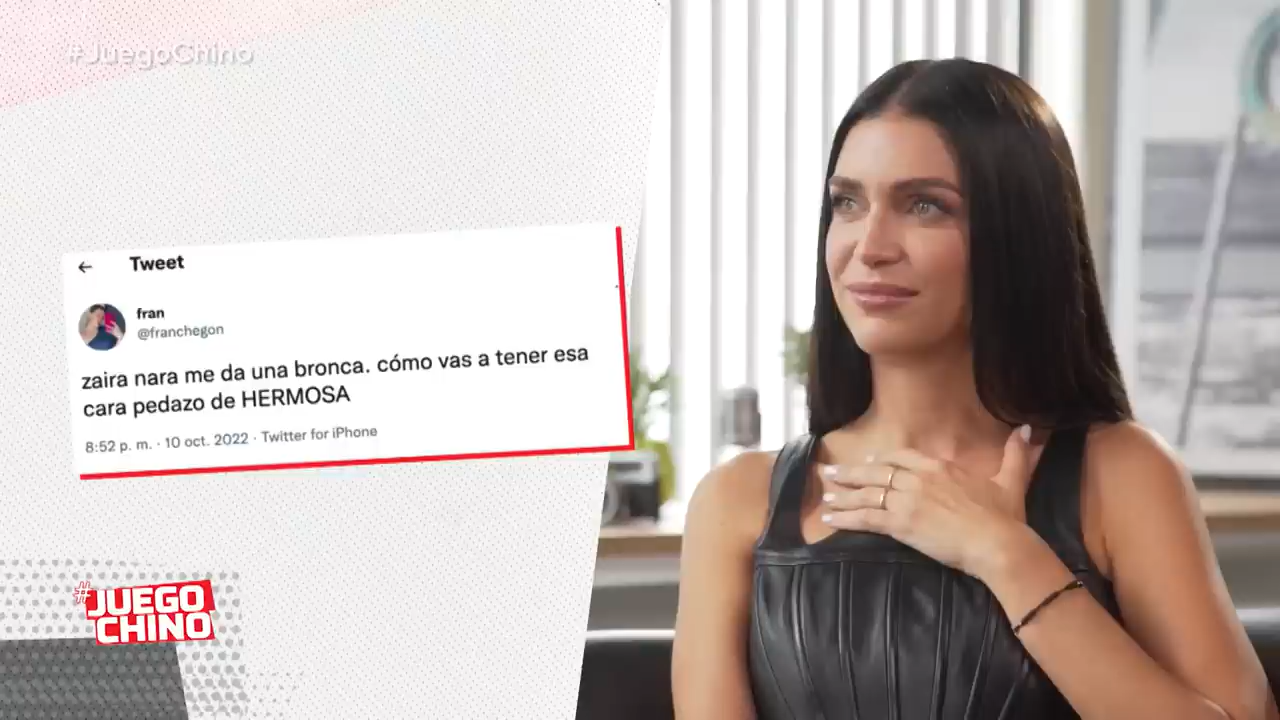 #JuegoChino
Tweet
fran
@franchegon
zaira nara me da una bronca. cómo vas a tener esa
cara pedazo de HERMOSA
8:52 p. m. · 10 oct. 2022 · Twitter for iPhone
#JUEGO
CHINO